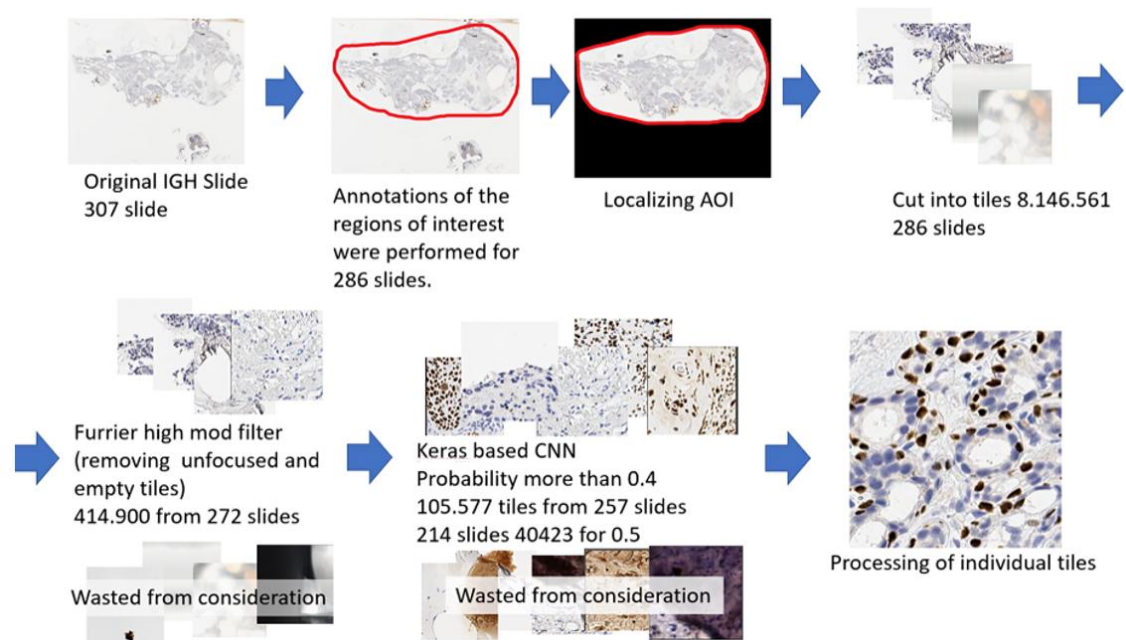 Original IGH Slide
307 slide
Annotations of the
regions of interest
were performed for
286 slides.
Localizing AOI
Cut into tiles 8.146.561
286 slides
Furrier high mod filter
(removing unfocused and
empty tiles)
414.900 from 272 slides
Wasted from consideration
Keras based CNN
Probability more than 0.4
105.577 tiles from 257 slides
214 slides 40423 for 0.5
Wasted from consideration
Processing of individual tiles